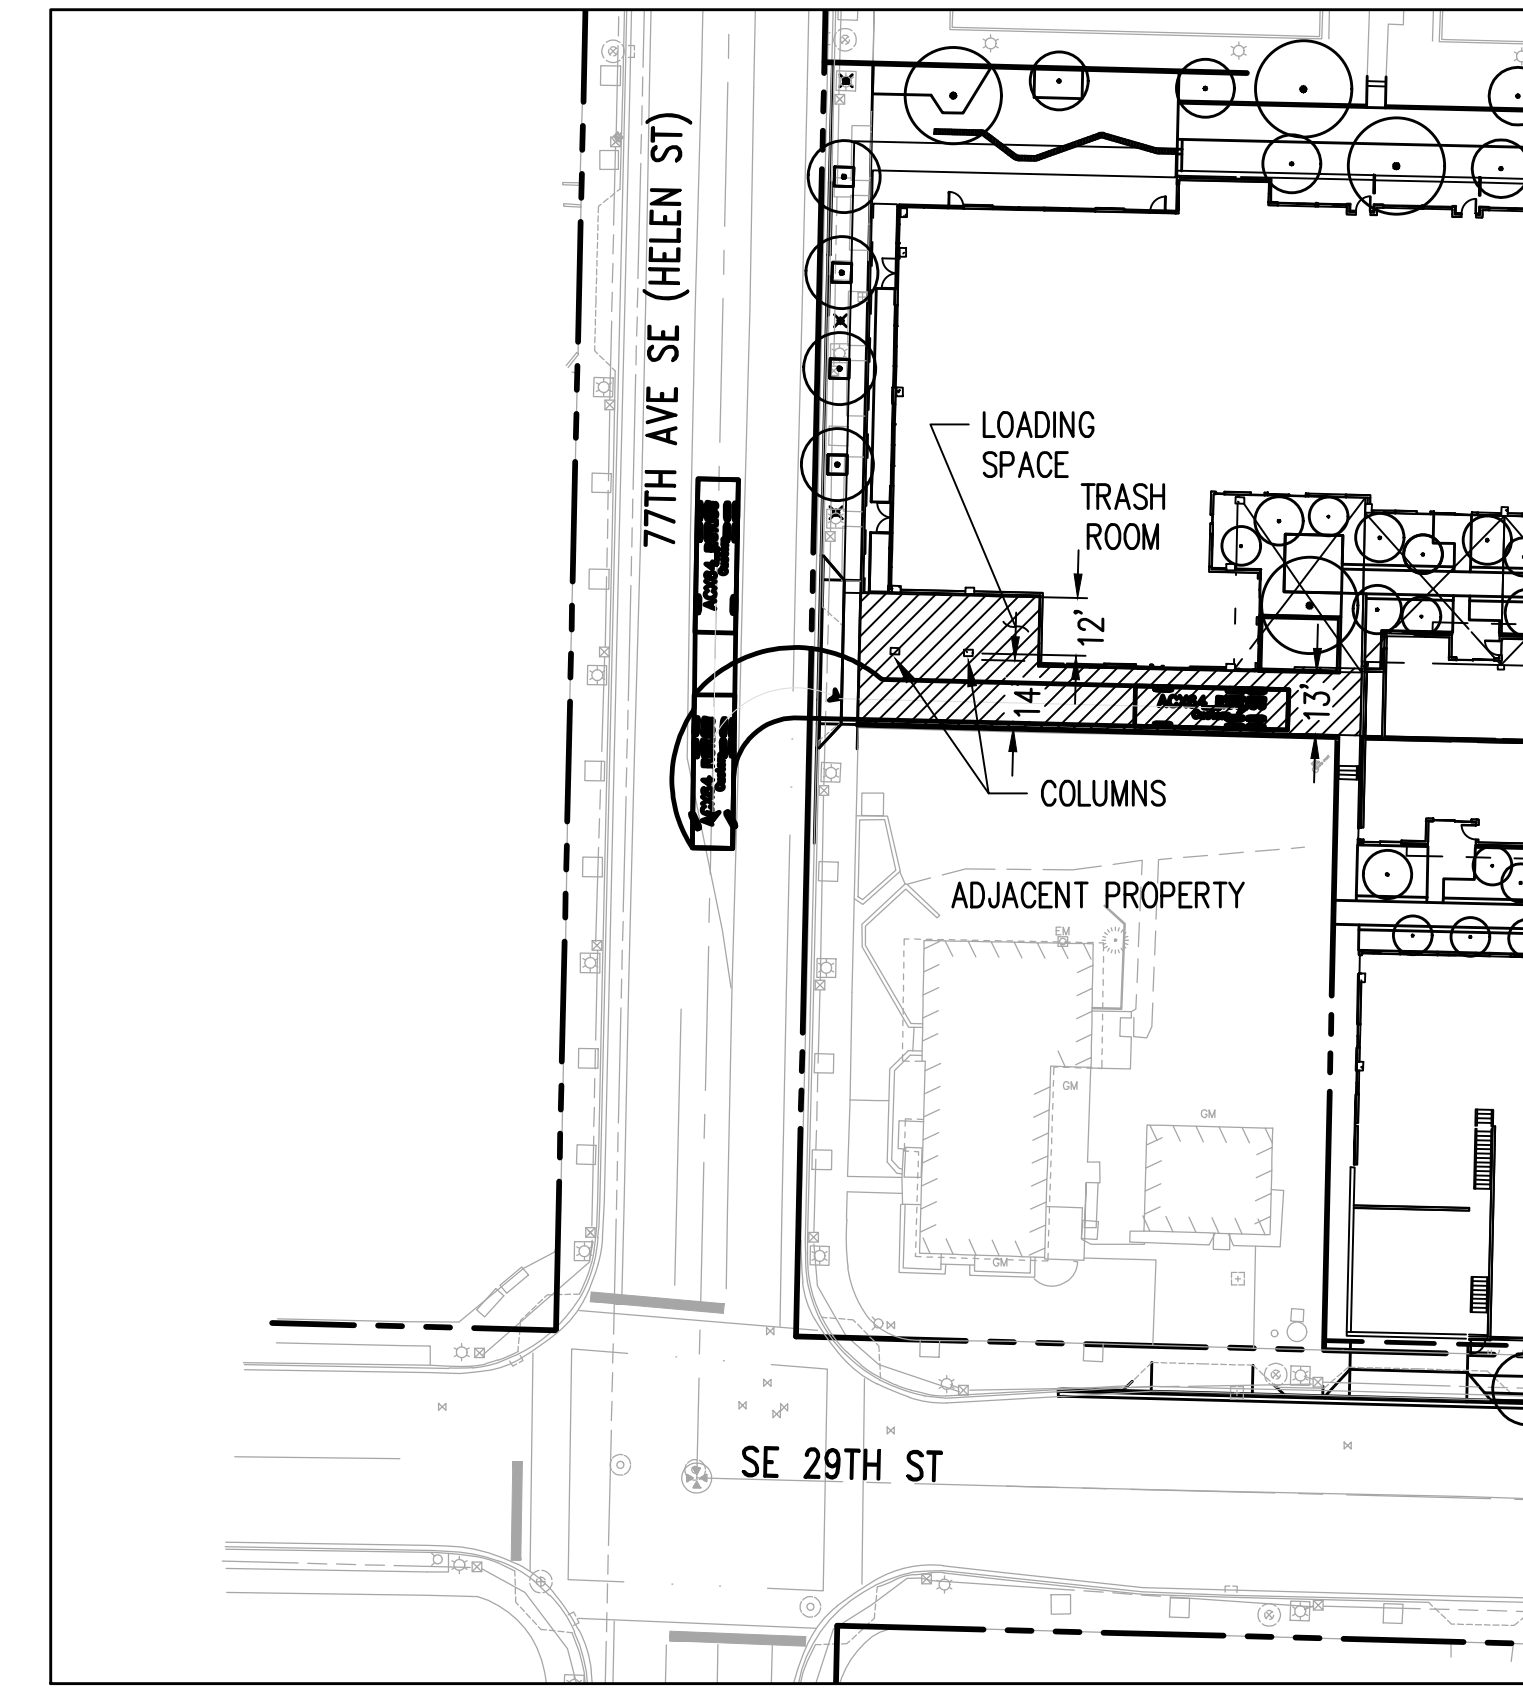 77TH AVE SE (HELEN ST)
LOADING
SPACE
TRASH
ROOM
12'
14'
13'
COLUMNS
ADJACENT PROPERTY
EM
GM
GM
GM
SE 29TH ST